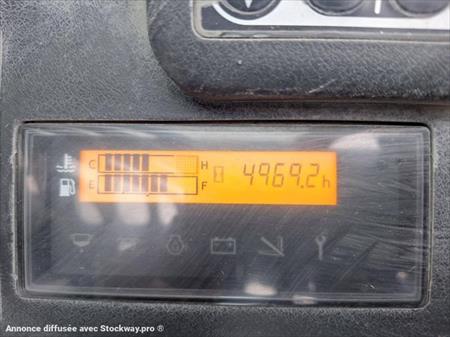 C H 4969.2h
E F
Annonce diffusée avec Stockway.pro ®